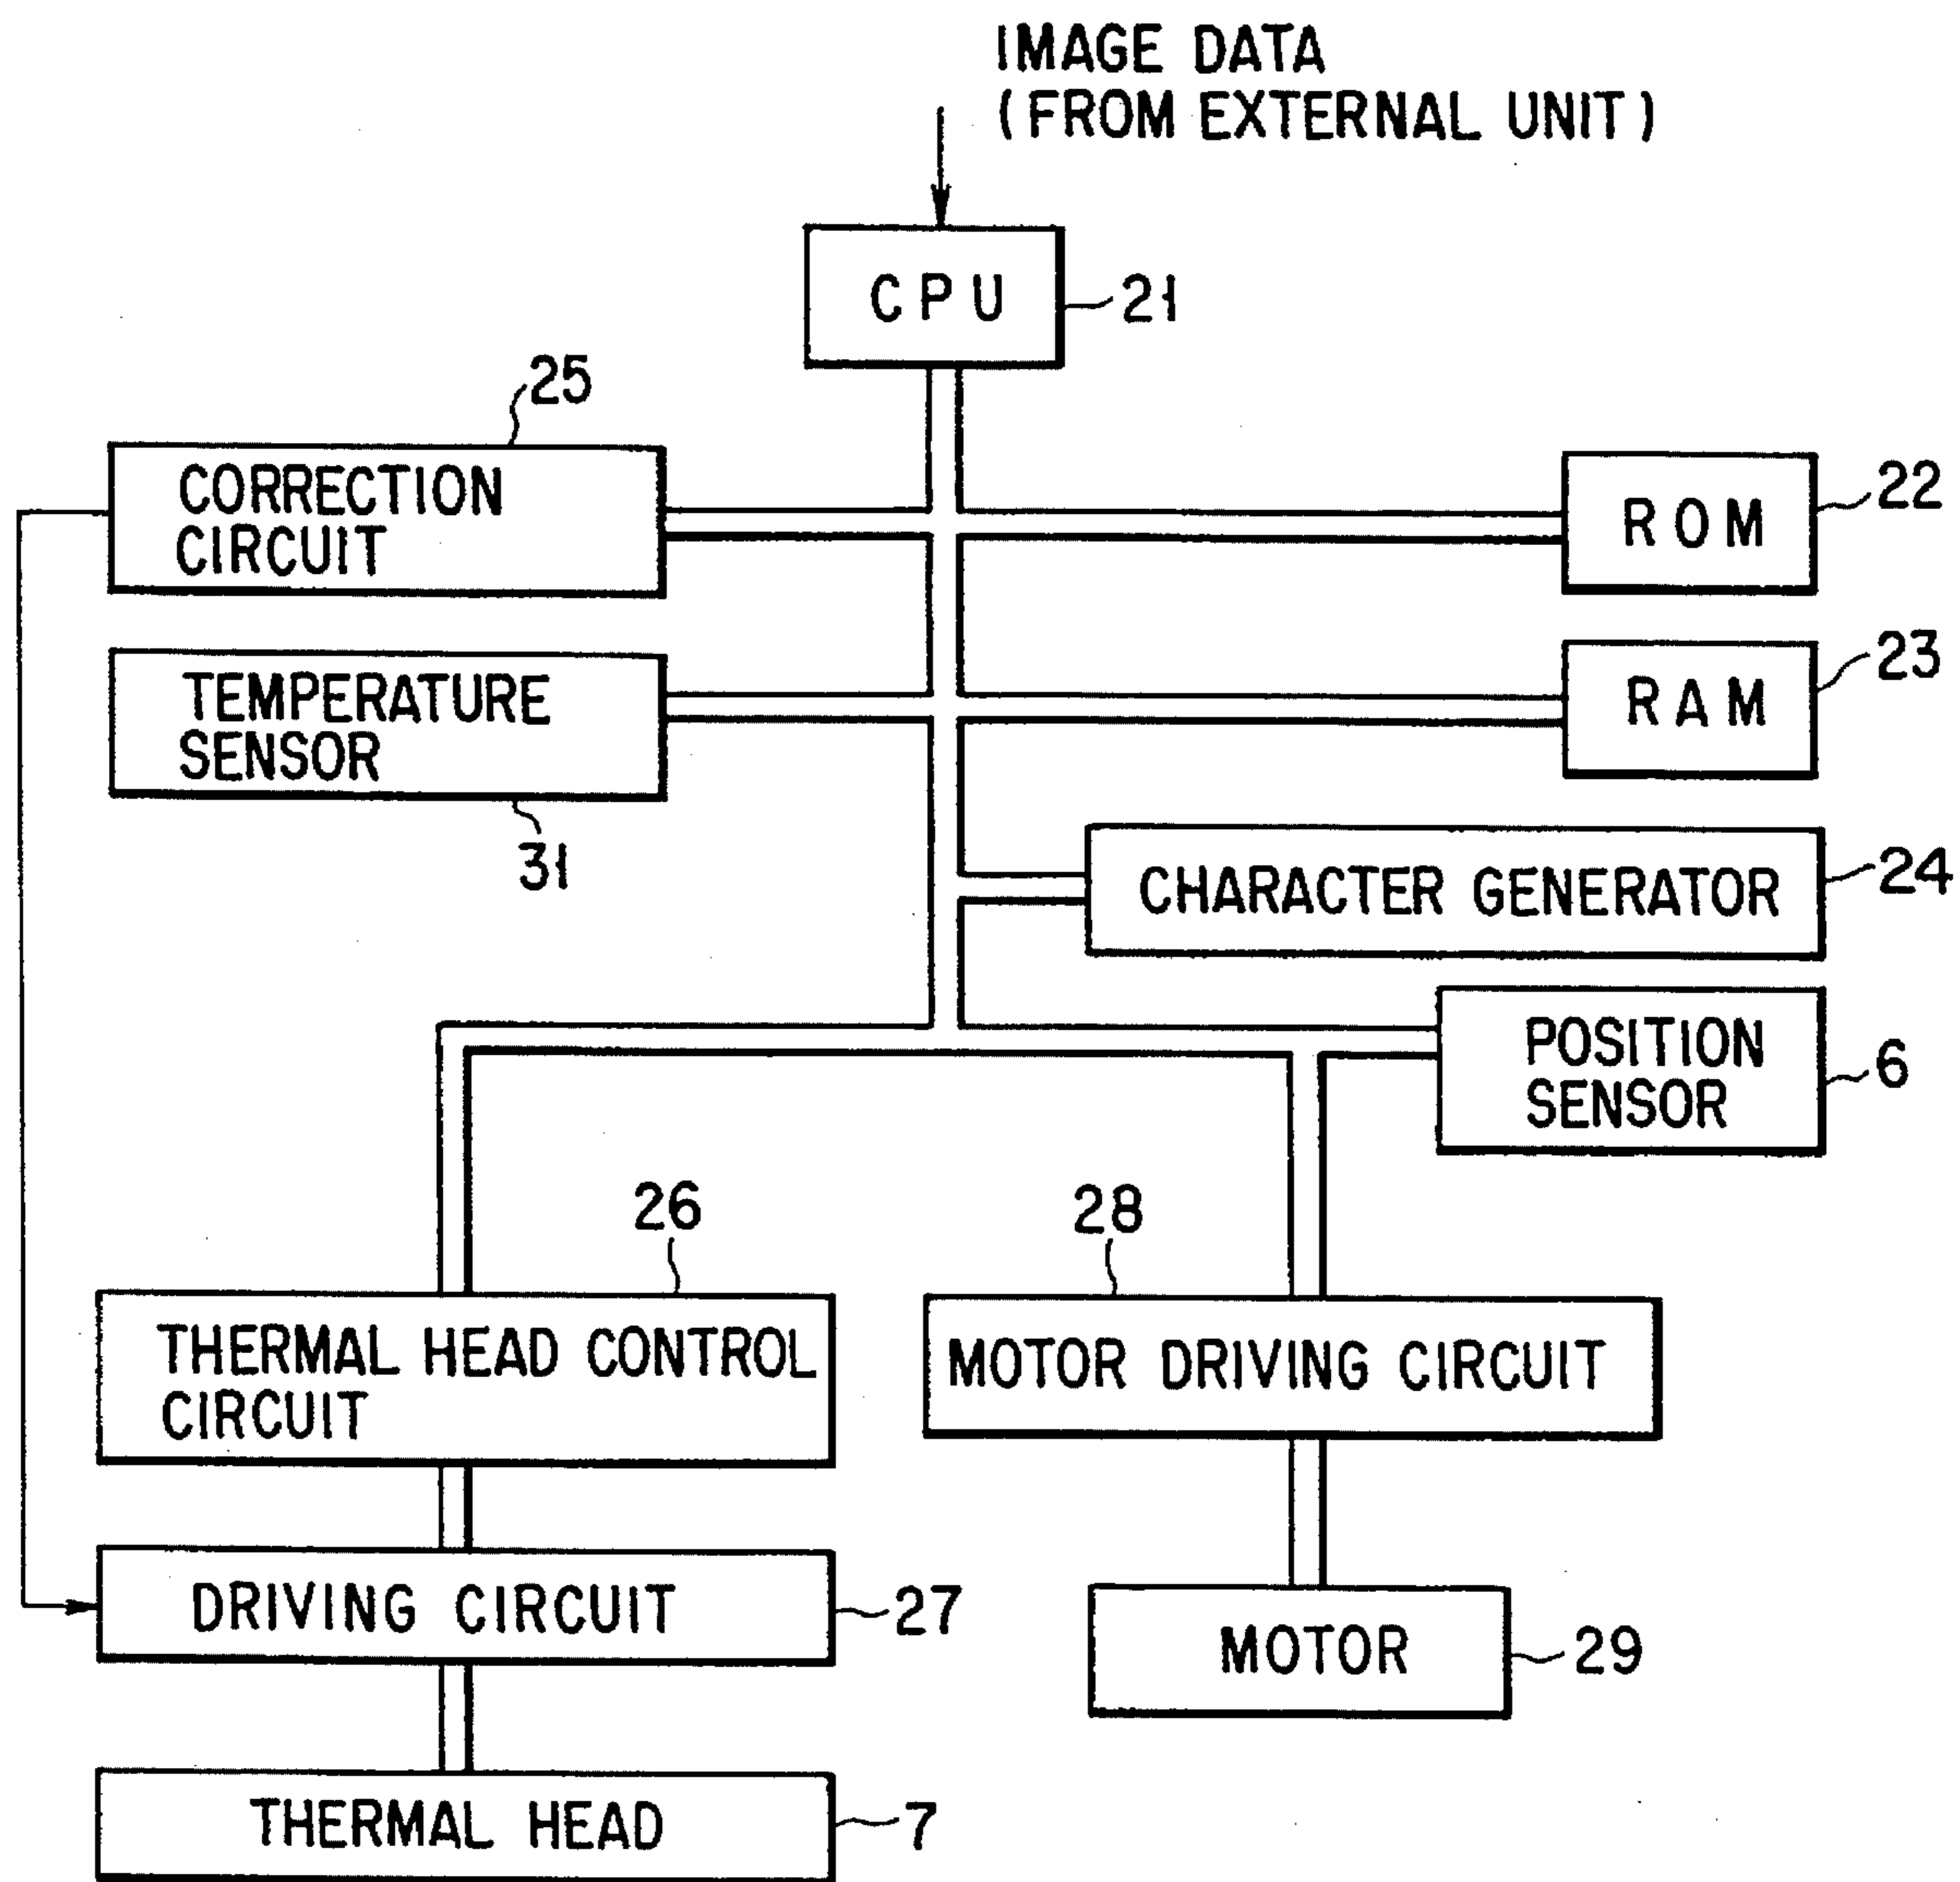 IMAGE DATA
(FROM EXTERNAL UNIT)
CPU
21
25
CORRECTION
CIRCUIT
ROM
22
TEMPERATURE
SENSOR
31
RAM
23
CHARACTER GENERATOR
24
POSITION
SENSOR
6
26
28
THERMAL HEAD CONTROL
CIRCUIT
MOTOR DRIVING CIRCUIT
DRIVING CIRCUIT
27
MOTOR
29
THERMAL HEAD
7